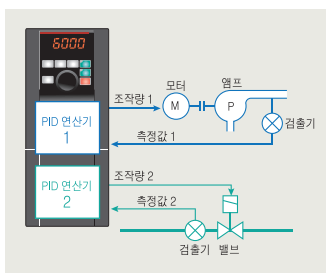 6000
모터
앰프
조작량 1
M
P
PID 연산기
1
검출기
측정값 1
조작량 2
PID 연산기
2
측정값 2
검출기 밸브